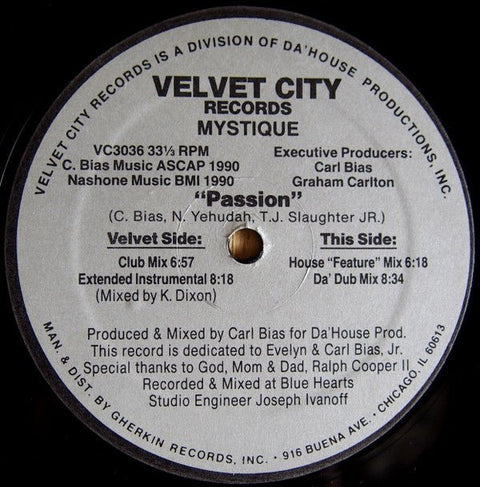 VELVET CITY RECORDS IS A DIVISION OF DA'HOUSE PRODUCTIONS, INC.
VELVET CITY
RECORDS
MYSTIQUE
VC3036 33⅓ RPM
C. Bias Music ASCAP 1990
Nashone Music BMI 1990
Executive Producers:
Carl Bias
Graham Carlton
"Passion"
(C. Bias, N. Yehudah, T.J. Slaughter JR.)
Velvet Side:
Club Mix 6:57
Extended Instrumental 8:18
(Mixed by K. Dixon)
This Side:
House "Feature" Mix 6:18
Da' Dub Mix 8:34
Produced & Mixed by Carl Bias for Da'House Prod.
This record is dedicated to Evelyn & Carl Bias, Jr.
Special thanks to God, Mom & Dad, Ralph Cooper II
Recorded & Mixed at Blue Hearts
Studio Engineer Joseph Ivanoff
MAN. & DIST. BY GHERKIN RECORDS, INC. • 916 BUENA AVE. • CHICAGO, IL 60613